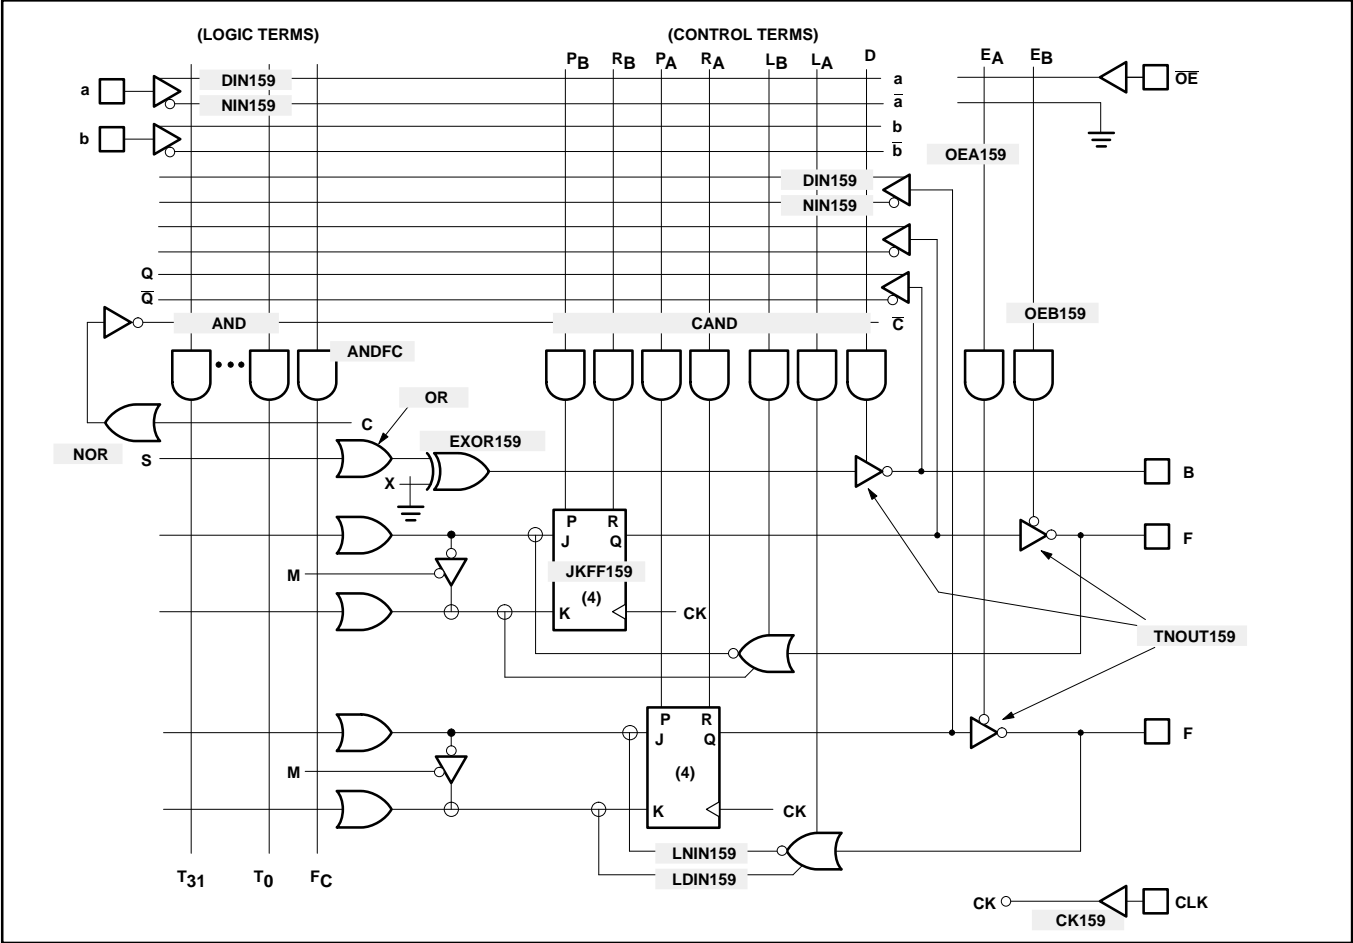 (LOGIC TERMS) (CONTROL TERMS)
PB RB PA RA LB LA D EA EB
a DIN159 a OE
NIN159 a
b b
b
OEA159
DIN159
NIN159
Q
Q
OEB159
AND CAND C
ANDFC
OR
C
NOR S EXOR159
X B
P R
J Q F
M JKFF159
(4)
K CK
TNOUT159
P R
J Q F
M (4)
K CK
LNIN159
LDIN159
T31 T0 FC
CK CLK
CK159